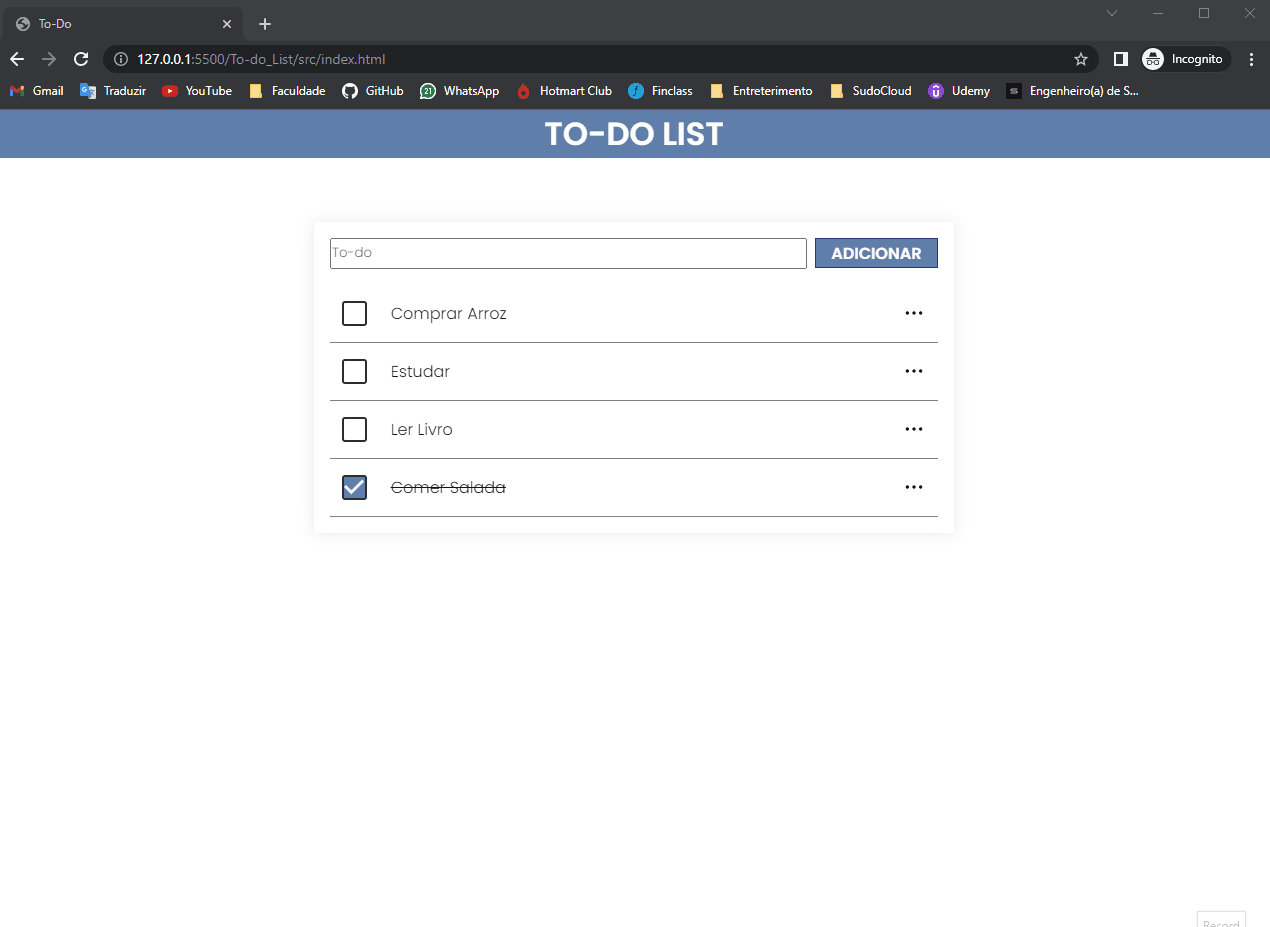 To-Do
127.0.0.1:5500/To-do_List/src/index.html
Incognito
Gmail Traduzir YouTube Faculdade GitHub 21 WhatsApp Hotmart Club Finclass Entreterimento SudoCloud Udemy Engenheiro(a) de S...
TO-DO LIST
To-do
ADICIONAR
Comprar Arroz
Estudar
Ler Livro
Comer Salada
Record